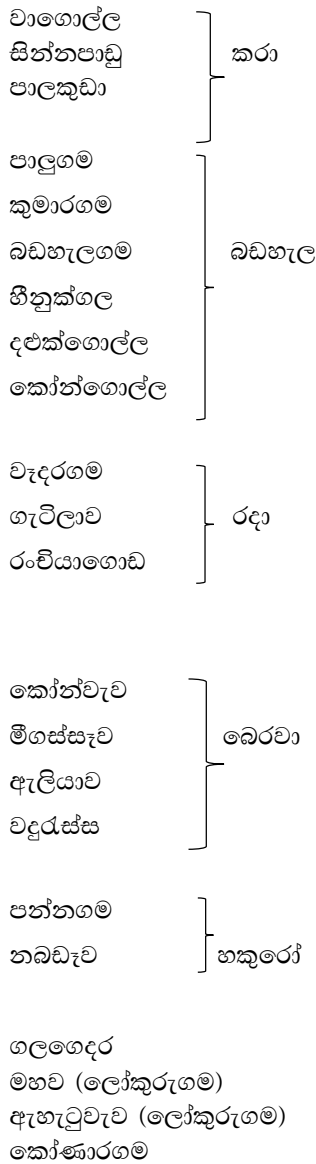 වාගොල්ල
සින්නපාඩු කරා
පාලකුඩා
පාලුගම
කුමාරගම
බඩහැලගම බඩහැල
හීනුක්ගල
දළුක්ගොල්ල
කෝන්ගොල්ල
වෑදරගම
ගැටිලාව රදා
රංචියාගොඩ
කෝන්වැව
මීගස්සෑව බෙරවා
ඇලියාව
වදුරැස්ස
පන්නගම
නබඩෑව හකුරෝ
ගලගෙදර
මහව (ලෝකුරුගම)
ඇහැටුවැව (ලෝකුරුගම)
කෝණාරගම